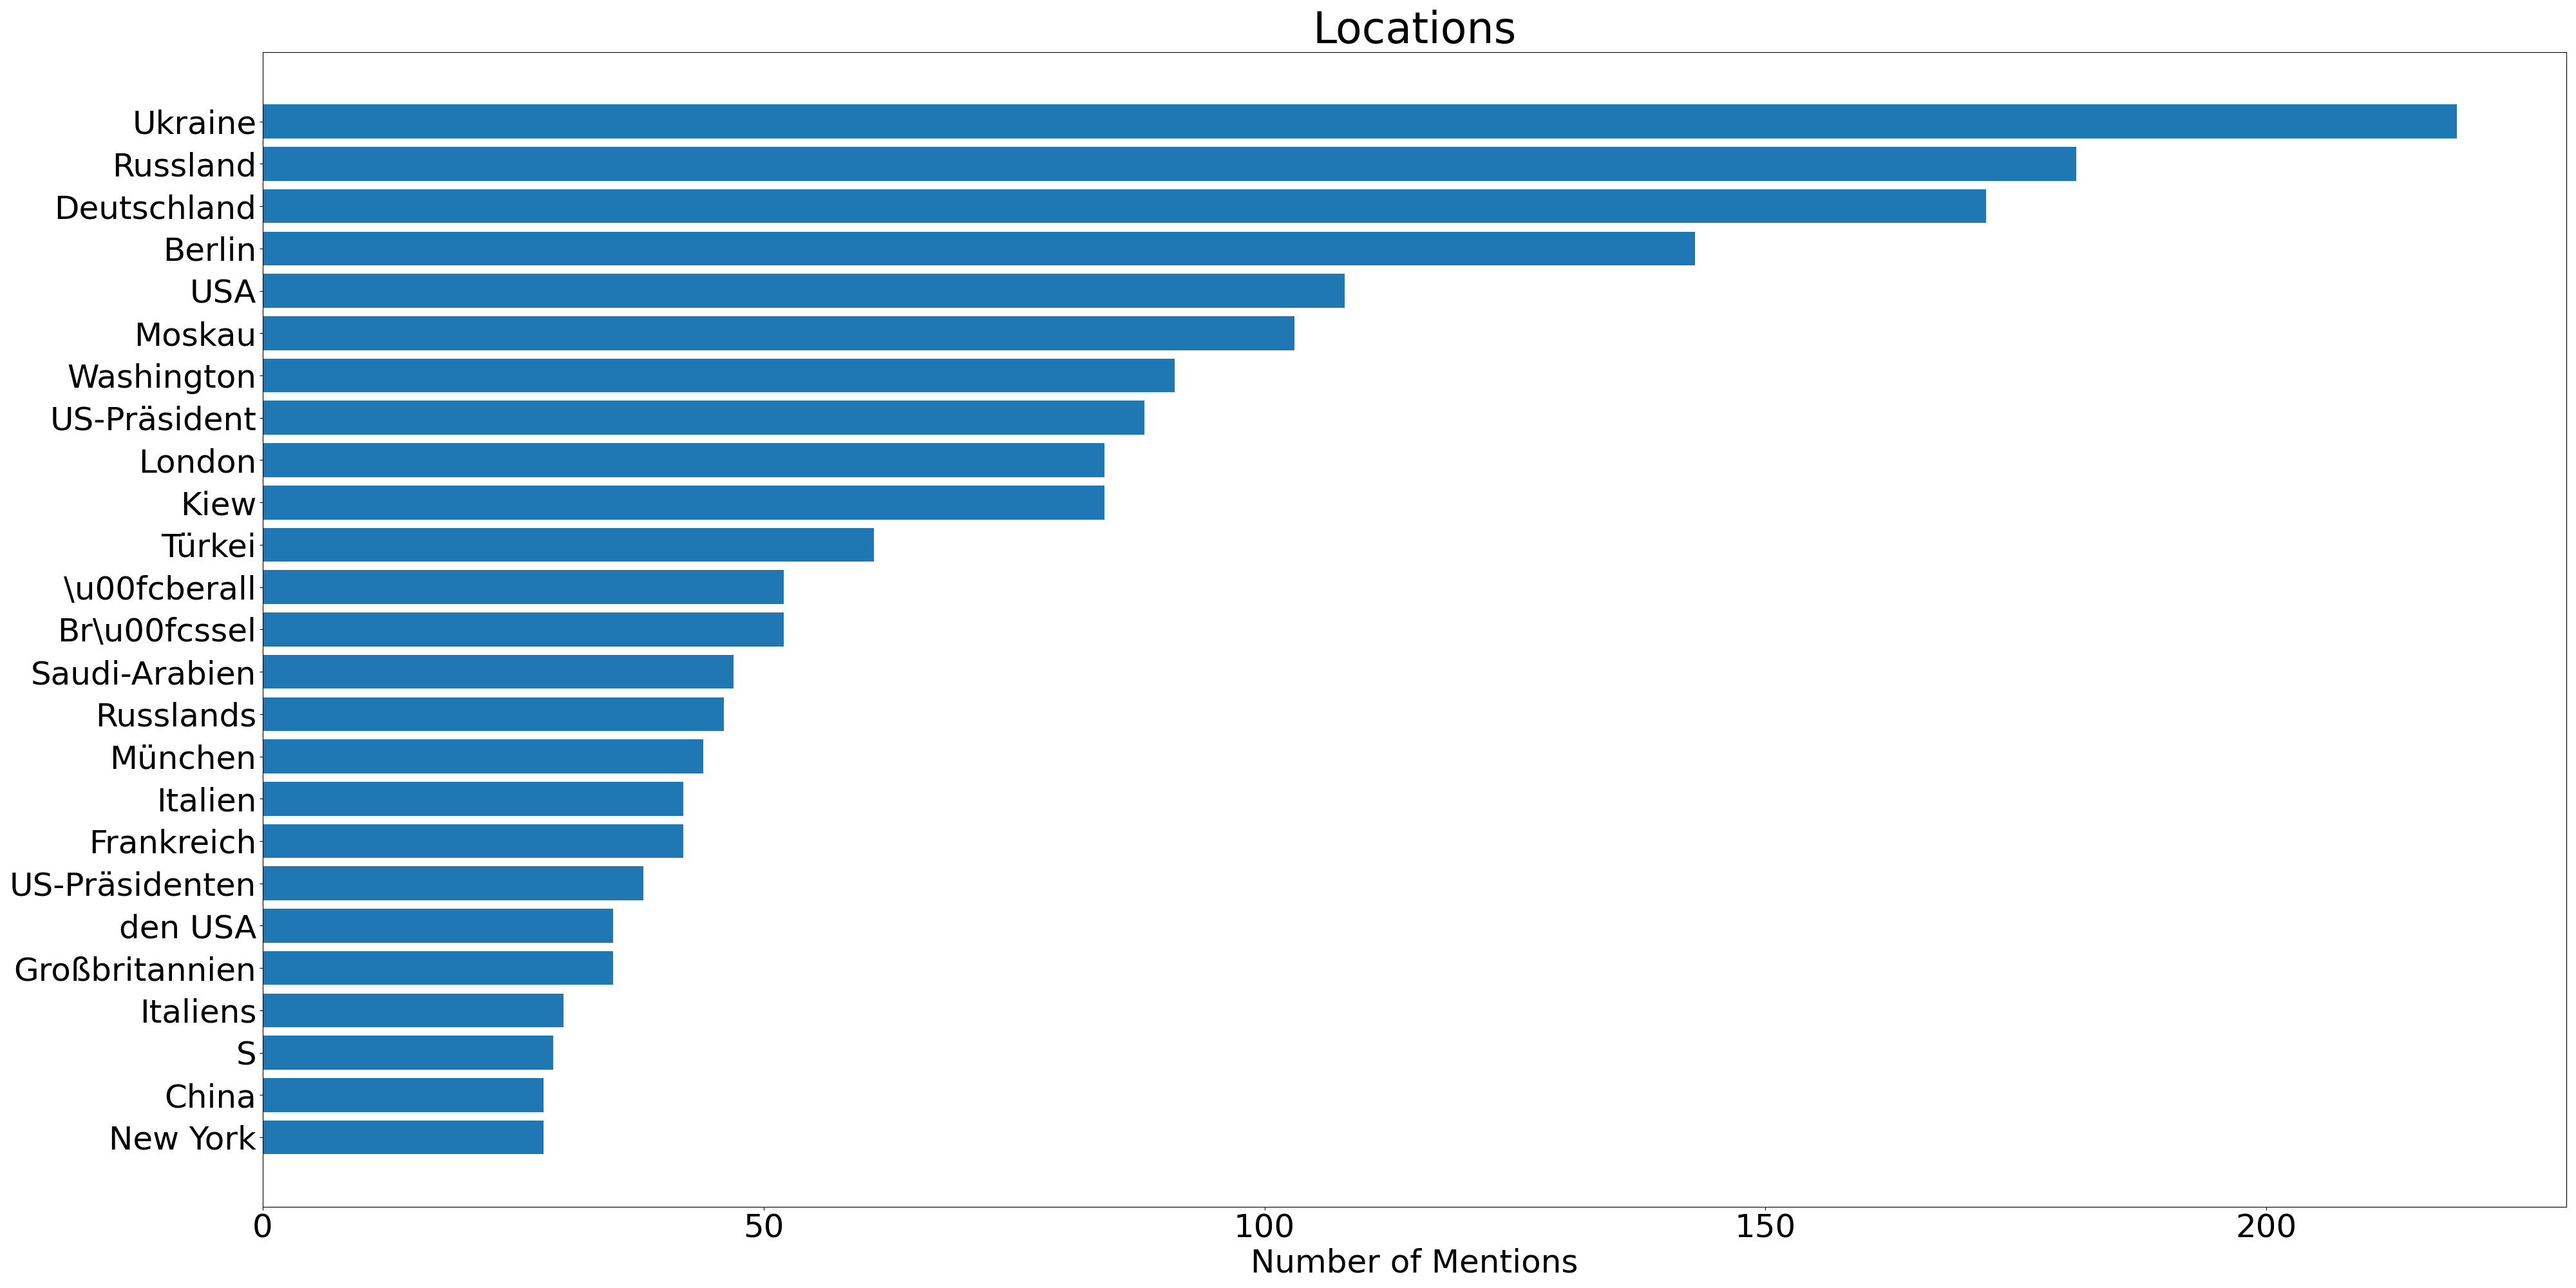 Locations
Ukraine
Russland
Deutschland
Berlin
USA
Moskau
Washington
US-Präsident
London
Kiew
Türkei
\u00fcberall
Br\u00fcssel
Saudi-Arabien
Russlands
München
Italien
Frankreich
US-Präsidenten
den USA
Großbritannien
Italiens
S
China
New York
0 50 100 150 200
Number of Mentions